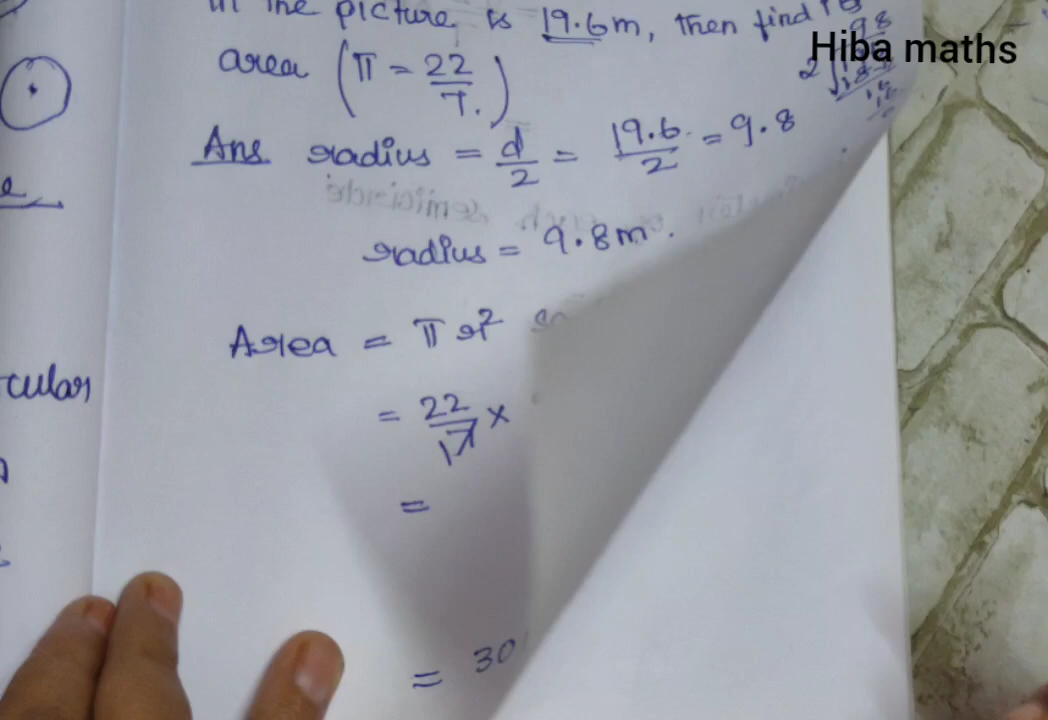 in the picture is 19.6m, then find
Hiba maths
area (π = 22/7.)
Ans radius = d/2 = 19.6/2 = 9.8
radius = 9.8m.
Area = πr²
cular
= 22/7 ×
=
= 30